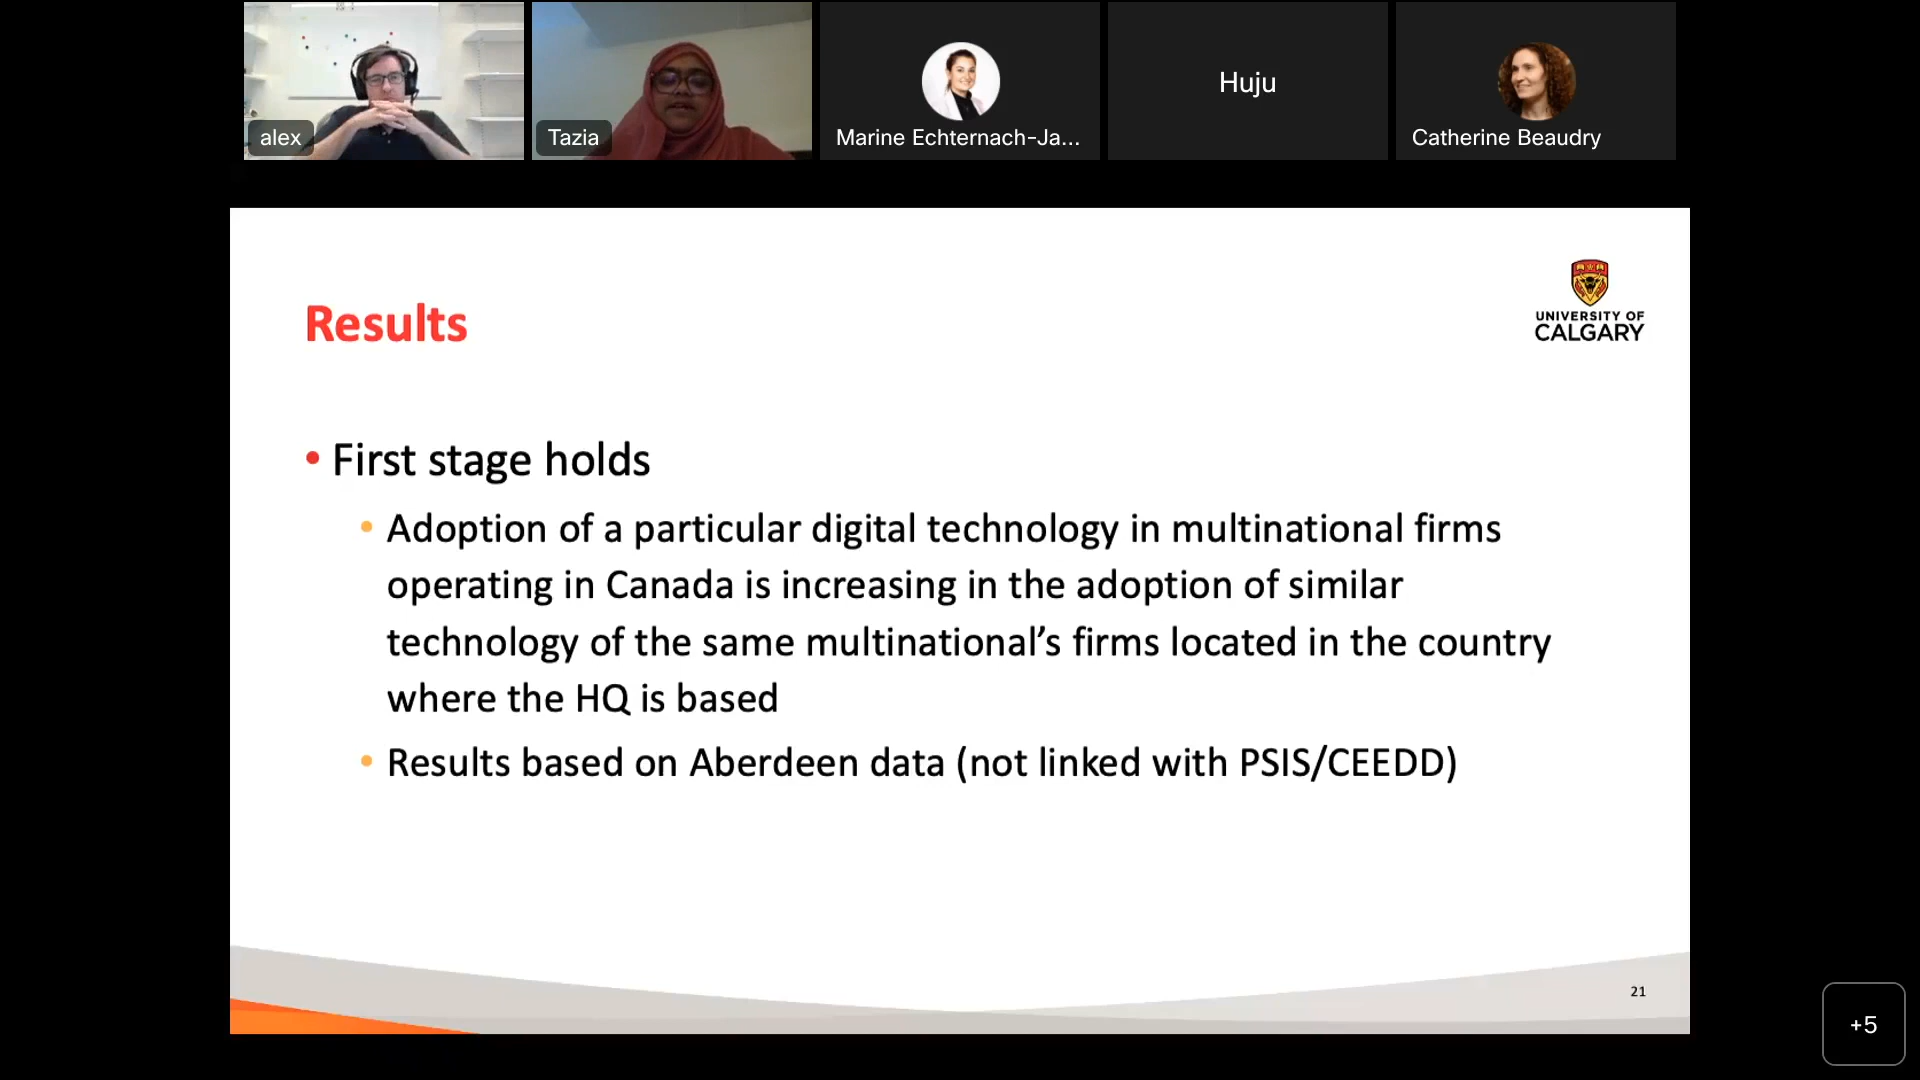 alex
Tazia
Marine Echternach-Ja...
Huju
Catherine Beaudry
UNIVERSITY OF
CALGARY
Results
• First stage holds
• Adoption of a particular digital technology in multinational firms
operating in Canada is increasing in the adoption of similar
technology of the same multinational’s firms located in the country
where the HQ is based
• Results based on Aberdeen data (not linked with PSIS/CEEDD)
21
+5